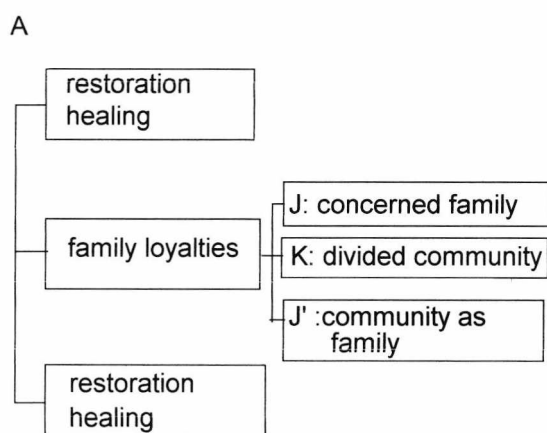 A
restoration
healing
family loyalties
J: concerned family
K: divided community
J' :community as
family
restoration
healing